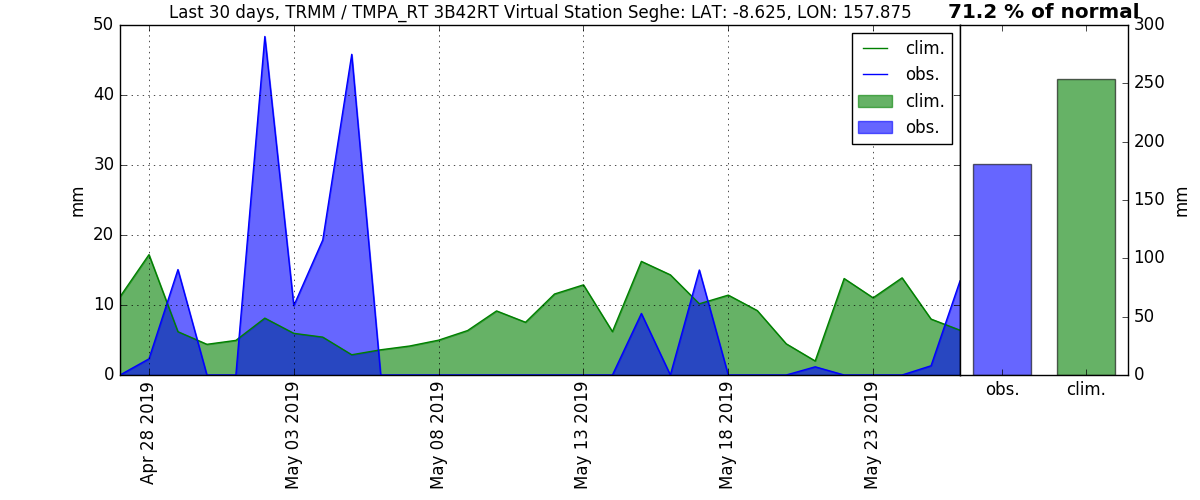 Last 30 days, TRMM / TMPA_RT 3B42RT Virtual Station Seghe: LAT: -8.625, LON: 157.875
71.2 % of normal
50
40
30
20
10
0
mm
clim.
obs.
clim.
obs.
Apr 28 2019
May 03 2019
May 08 2019
May 13 2019
May 18 2019
May 23 2019
300
250
200
150
100
50
0
mm
obs.
clim.